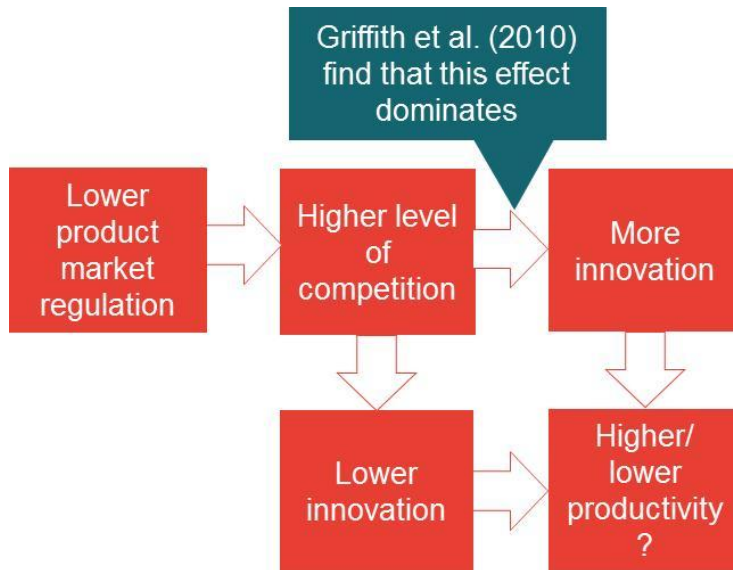 Griffith et al. (2010)
find that this effect
dominates
Lower
product
market
regulation
Higher level
of
competition
More
innovation
Lower
innovation
Higher/
lower
productivity
?